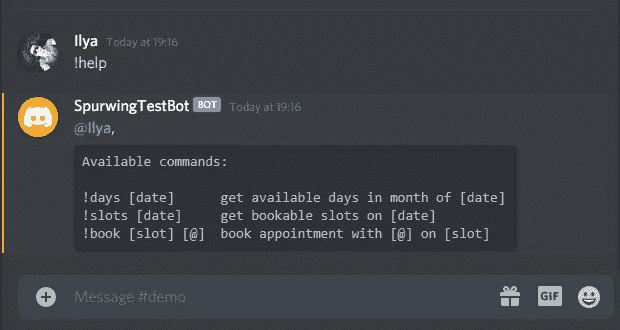 Ilya Today at 19:16
!help
SpurwingTestBot BOT Today at 19:16
@Ilya,
Available commands:
!days [date] get available days in month of [date]
!slots [date] get bookable slots on [date]
!book [slot] [@] book appointment with [@] on [slot]
Message #demo
GIF